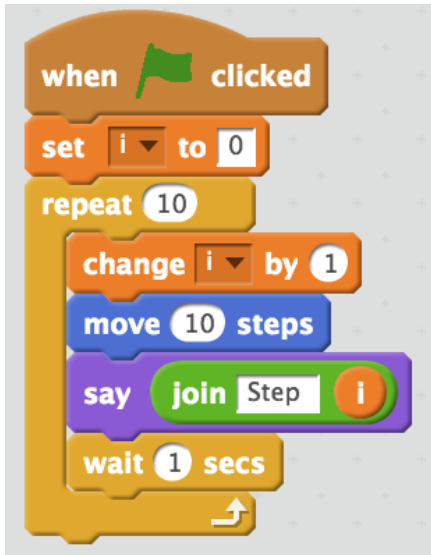 when clicked
set i to 0
repeat 10
change i by 1
move 10 steps
say join Step i
wait 1 secs